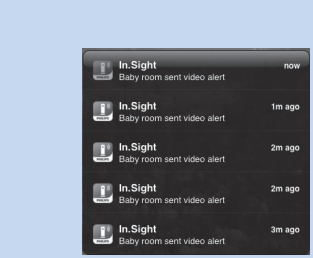 In.Sight now
Baby room sent video alert
In.Sight 1m ago
Baby room sent video alert
In.Sight 2m ago
Baby room sent video alert
In.Sight 2m ago
Baby room sent video alert
In.Sight 3m ago
Baby room sent video alert